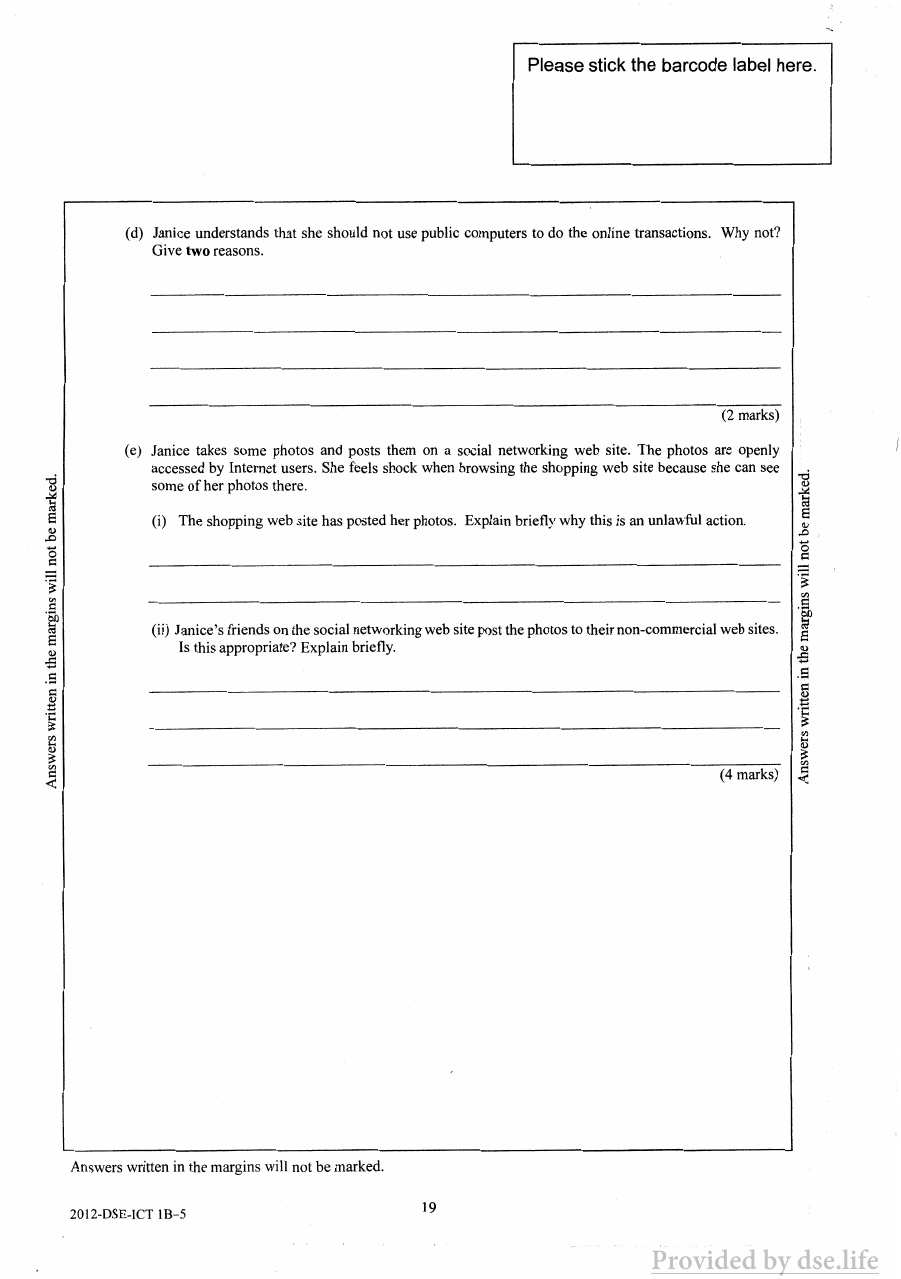 Please stick the barcode label here.
(d) Janice understands that she should not use public computers to do the online transactions. Why not?
Give two reasons.
(2 marks)
(e) Janice takes some photos and posts them on a social networking web site. The photos are openly
accessed by Internet users. She feels shock when browsing the shopping web site because she can see
some of her photos there.
(i) The shopping web site has posted her photos. Explain briefly why this is an unlawful action.
(ii) Janice's friends on the social networking web site post the photos to their non-commercial web sites.
Is this appropriate? Explain briefly.
(4 marks)
Answers written in the margins will not be marked.
Answers written in the margins will not be marked.
Answers written in the margins will not be marked.
2012-DSE-ICT 1B–5
19
Provided by dse.life